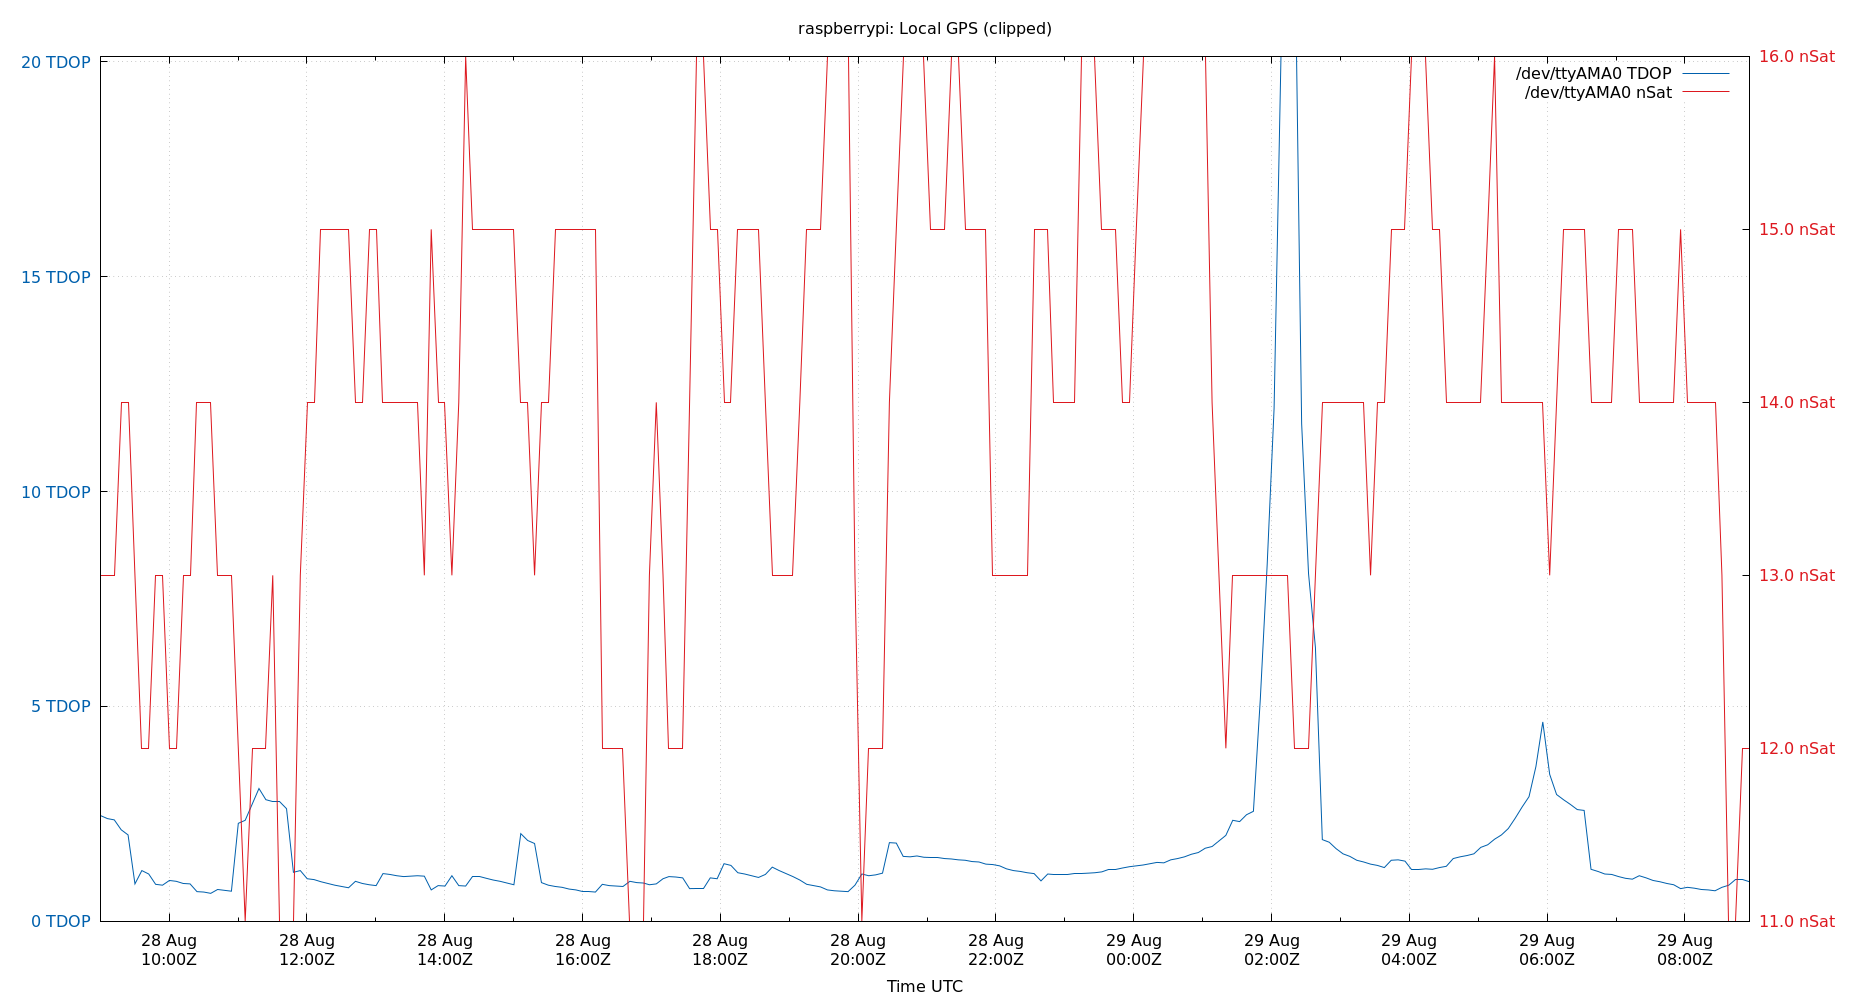 raspberrypi: Local GPS (clipped)
20 TDOP
15 TDOP
10 TDOP
5 TDOP
0 TDOP
16.0 nSat
15.0 nSat
14.0 nSat
13.0 nSat
12.0 nSat
11.0 nSat
/dev/ttyAMA0 TDOP
/dev/ttyAMA0 nSat
28 Aug 28 Aug 28 Aug 28 Aug 28 Aug 28 Aug 28 Aug 29 Aug 29 Aug 29 Aug 29 Aug 29 Aug
10:00Z 12:00Z 14:00Z 16:00Z 18:00Z 20:00Z 22:00Z 00:00Z 02:00Z 04:00Z 06:00Z 08:00Z
Time UTC